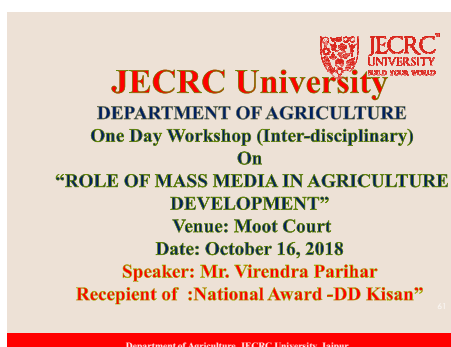 JECRC
UNIVERSITY
BUILD YOUR WORLD
JECRC University
DEPARTMENT OF AGRICULTURE
One Day Workshop (Inter-disciplinary)
On
“ROLE OF MASS MEDIA IN AGRICULTURE
DEVELOPMENT”
Venue: Moot Court
Date: October 16, 2018
Speaker: Mr. Virendra Parihar
Recepient of :National Award -DD Kisan”
Department of Agriculture, JECRC University, Jaipur